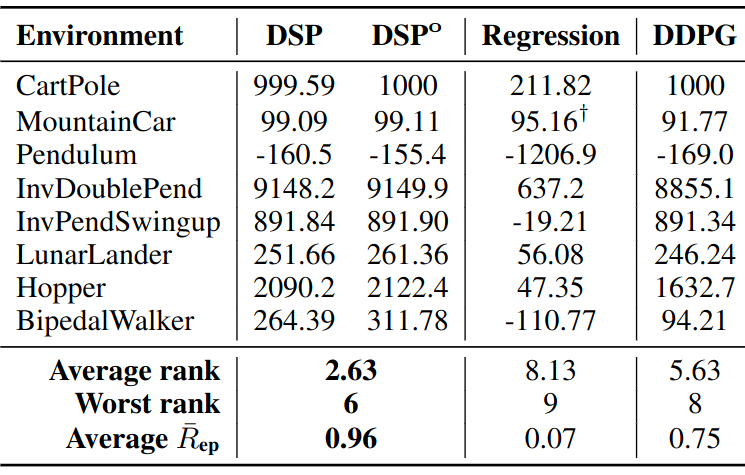 Environment DSP DSPᵒ Regression DDPG
CartPole 999.59 1000 211.82 1000
MountainCar 99.09 99.11 95.16† 91.77
Pendulum -160.5 -155.4 -1206.9 -169.0
InvDoublePend 9148.2 9149.9 637.2 8855.1
InvPendSwingup 891.84 891.90 -19.21 891.34
LunarLander 251.66 261.36 56.08 246.24
Hopper 2090.2 2122.4 47.35 1632.7
BipedalWalker 264.39 311.78 -110.77 94.21
Average rank 2.63 8.13 5.63
Worst rank 6 9 8
Average R̄ep 0.96 0.07 0.75